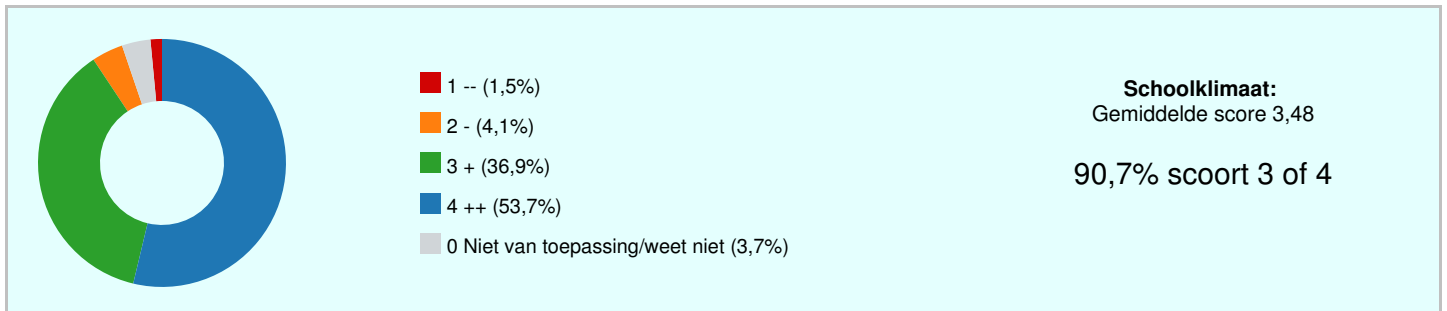 1 -- (1,5%)
2 - (4,1%)
3 + (36,9%)
4 ++ (53,7%)
0 Niet van toepassing/weet niet (3,7%)
Schoolklimaat:
Gemiddelde score 3,48
90,7% scoort 3 of 4